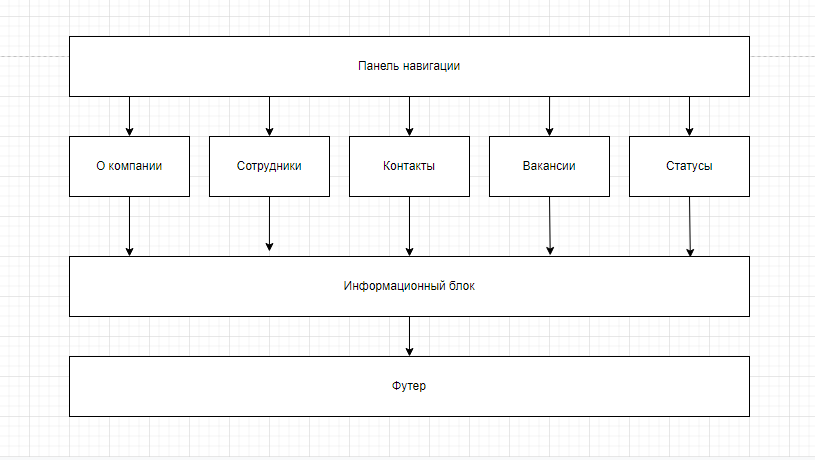 Панель навигации
О компании
Сотрудники
Контакты
Вакансии
Статусы
Информационный блок
Футер